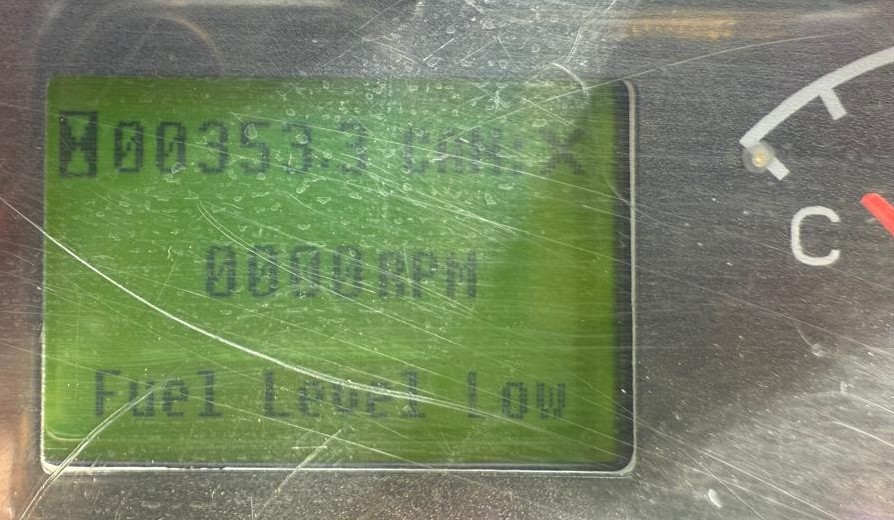 00353.3 CAN:X
0000RPM
Fuel Level Low
C